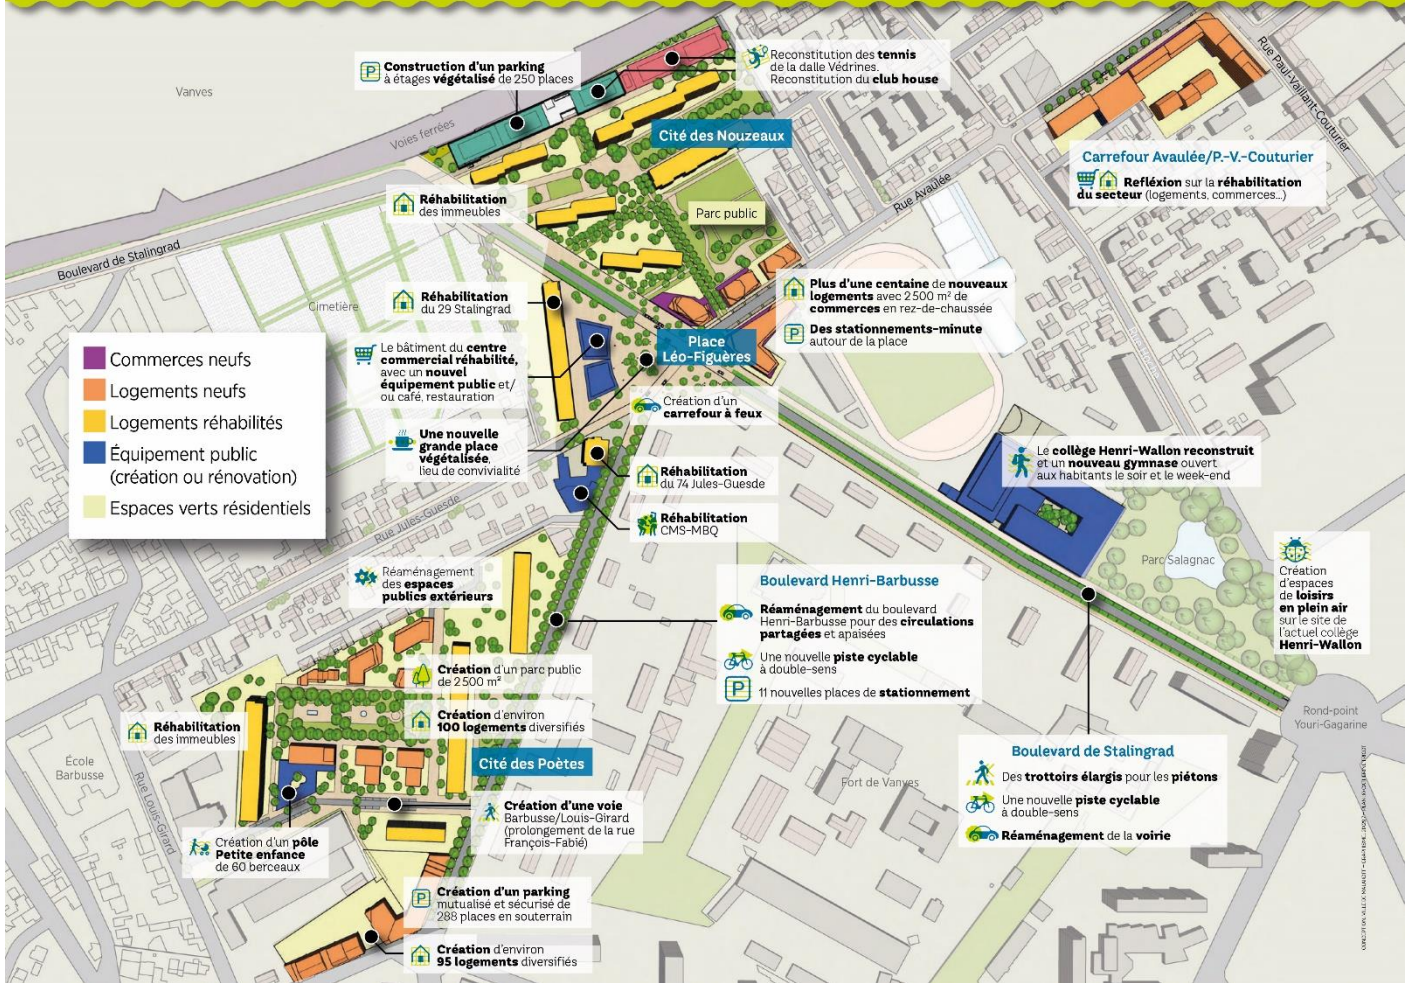 Vanves
Voies ferrées
Construction d'un parking
à étages végétalisé de 250 places
Reconstitution des tennis
de la dalle Védrines.
Reconstitution du club house
Rue Paul-Vaillant-Couturier
Cité des Nouzeaux
Carrefour Avaulée/P.-V.-Couturier
Refléxion sur la réhabilitation
du secteur (logements, commerces...)
Réhabilitation
des immeubles
Rue Avaulée
Parc public
Boulevard de Stalingrad
Cimetière
Réhabilitation
du 29 Stalingrad
Plus d'une centaine de nouveaux
logements avec 2 500 m² de
commerces en rez-de-chaussée
Des stationnements-minute
autour de la place
Place
Léo-Figuères
Le bâtiment du centre
commercial réhabilité,
avec un nouvel
équipement public et/
ou café, restauration
Commerces neufs
Logements neufs
Logements réhabilités
Équipement public
(création ou rénovation)
Espaces verts résidentiels
Création d'un
carrefour à feux
Une nouvelle
grande place
végétalisée,
lieu de convivialité
Réhabilitation
du 74 Jules-Guesde
Le collège Henri-Wallon reconstruit
et un nouveau gymnase ouvert
aux habitants le soir et le week-end
Réhabilitation
CMS-MBQ
Rue Jules-Guesde
Parc Salagnac
Création
d'espaces
de loisirs
en plein air
sur le site de
l'actuel collège
Henri-Wallon
Réaménagement
des espaces
publics extérieurs
Boulevard Henri-Barbusse
Réaménagement du boulevard
Henri-Barbusse pour des circulations
partagées et apaisées
Une nouvelle piste cyclable
à double-sens
11 nouvelles places de stationnement
Création d'un parc public
de 2 500 m²
Création d'environ
100 logements diversifiés
Réhabilitation
des immeubles
Rond-point
Youri-Gagarine
École
Barbusse
Rue Louis-Girard
Cité des Poètes
Fort de Vanves
Boulevard de Stalingrad
Des trottoirs élargis pour les piétons
Une nouvelle piste cyclable
à double-sens
Réaménagement de la voirie
Création d'une voie
Barbusse/Louis-Girard
(prolongement de la rue
François-Fabié)
Création d'un pôle
Petite enfance
de 60 berceaux
Création d'un parking
mutualisé et sécurisé de
288 places en souterrain
Création d'environ
95 logements diversifiés